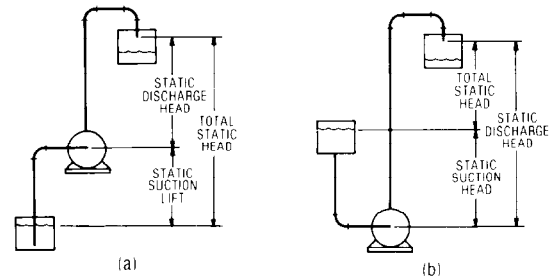 STATIC
DISCHARGE
HEAD
TOTAL
STATIC
HEAD
STATIC
SUCTION
LIFT
(a)
TOTAL
STATIC
HEAD
STATIC
DISCHARGE
HEAD
STATIC
SUCTION
HEAD
(b)